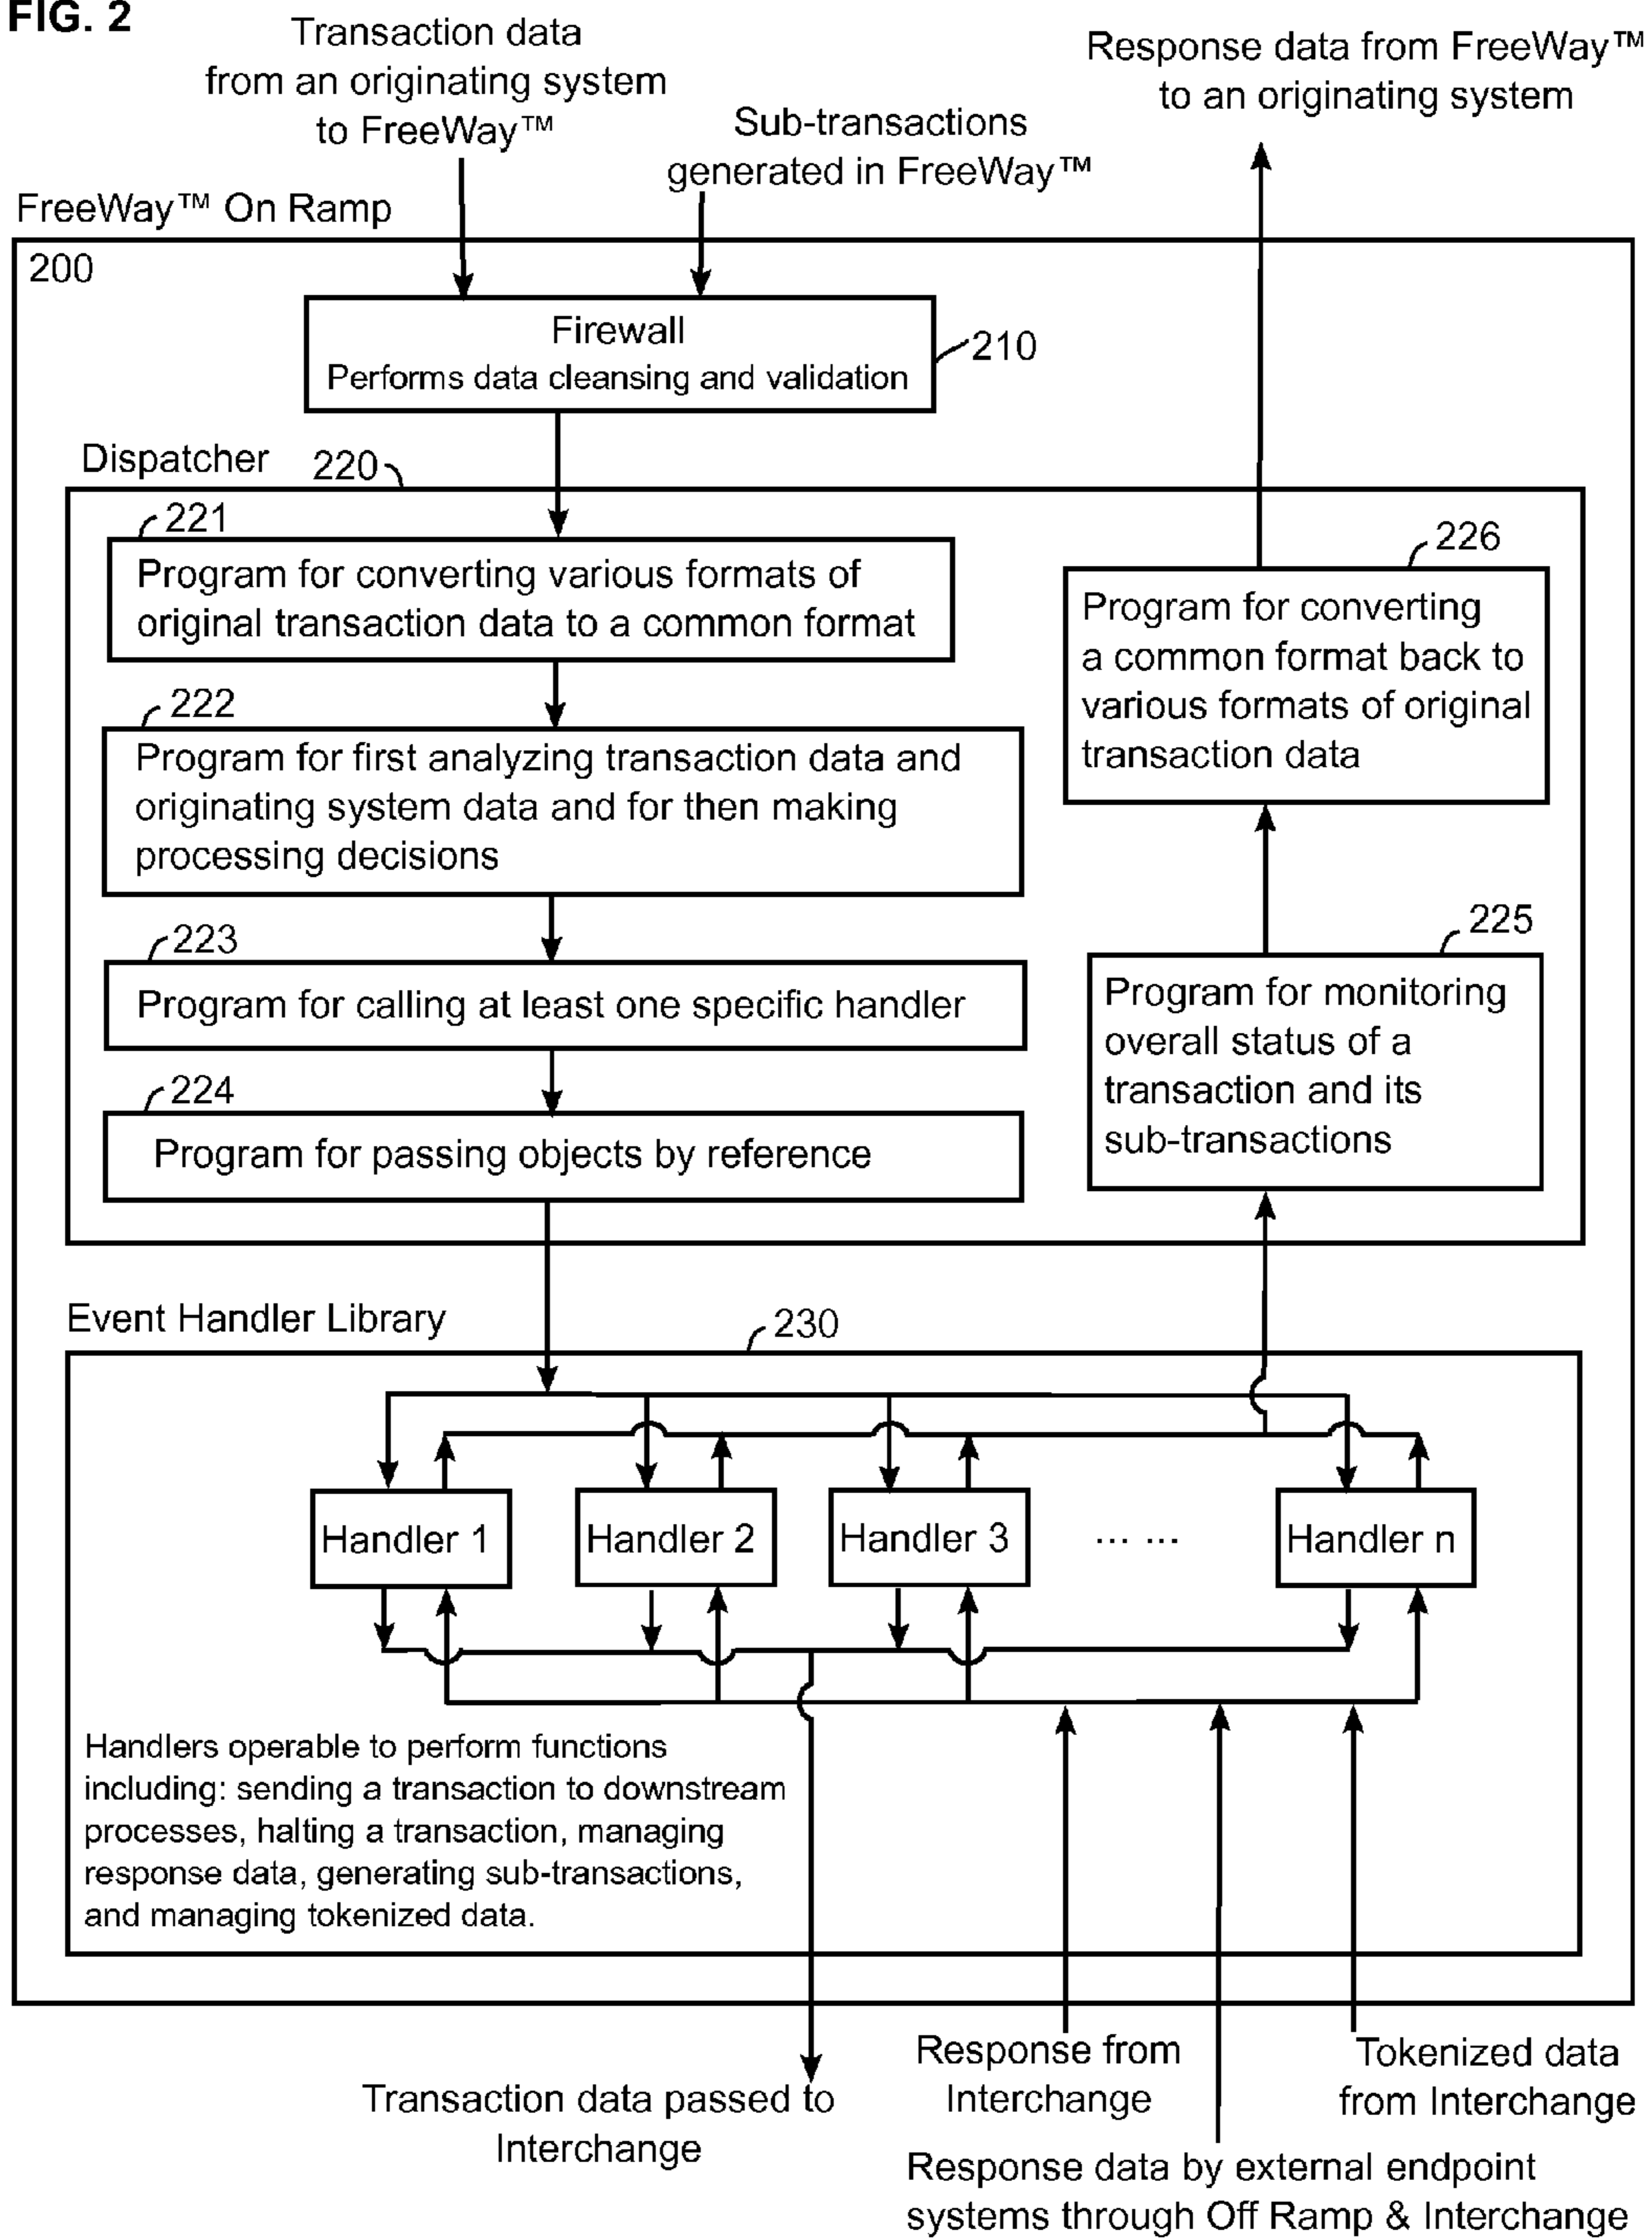 FIG. 2
Transaction data
from an originating system
to FreeWay™
Sub-transactions
generated in FreeWay™
Response data from FreeWay™
to an originating system
FreeWay™ On Ramp
200
Firewall
Performs data cleansing and validation
210
Dispatcher
220
221
Program for converting various formats of
original transaction data to a common format
222
Program for first analyzing transaction data and
originating system data and for then making
processing decisions
223
Program for calling at least one specific handler
224
Program for passing objects by reference
226
Program for converting
a common format back to
various formats of original
transaction data
225
Program for monitoring
overall status of a
transaction and its
sub-transactions
Event Handler Library
230
Handler 1
Handler 2
Handler 3
... ...
Handler n
Handlers operable to perform functions
including: sending a transaction to downstream
processes, halting a transaction, managing
response data, generating sub-transactions,
and managing tokenized data.
Transaction data passed to
Interchange
Response from
Interchange
Tokenized data
from Interchange
Response data by external endpoint
systems through Off Ramp & Interchange